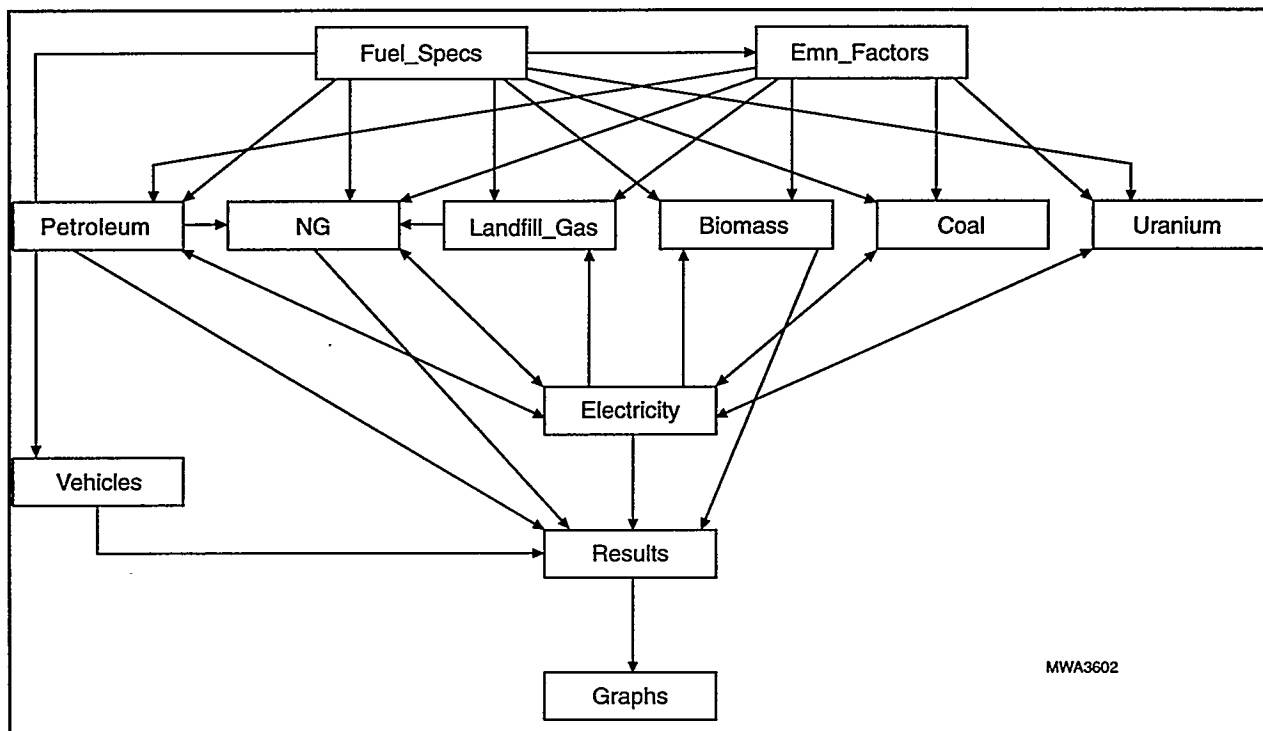 Fuel_Specs
Emn_Factors
Petroleum
NG
Landfill_Gas
Biomass
Coal
Uranium
Electricity
Vehicles
Results
MWA3602
Graphs